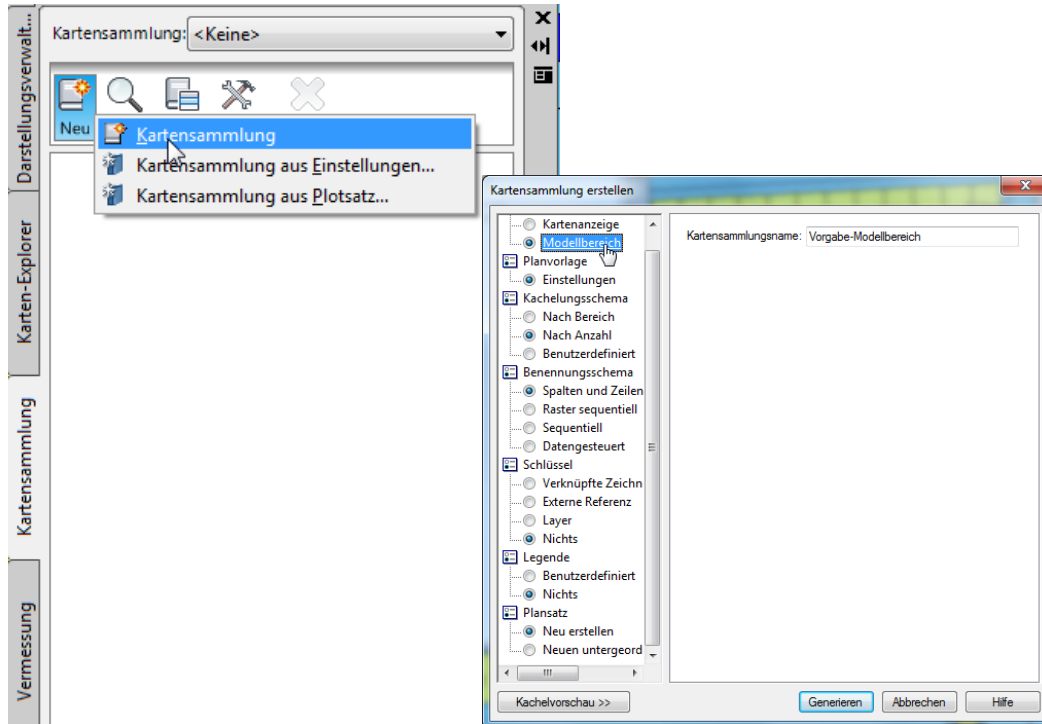 Darstellungsverwalt...
Karten-Explorer
Kartensammlung
Vermessung
Kartensammlung: <Keine>
Neu
Kartensammlung
Kartensammlung aus Einstellungen...
Kartensammlung aus Plotsatz...
Kartensammlung erstellen
Kartenanzeige
Modellbereich
Planvorlage
Einstellungen
Kachelungsschema
Nach Bereich
Nach Anzahl
Benutzerdefiniert
Benennungsschema
Spalten und Zeilen
Raster sequentiell
Sequentiell
Datengesteuert
Schlüssel
Verknüpfte Zeichn
Externe Referenz
Layer
Nichts
Legende
Benutzerdefiniert
Nichts
Plansatz
Neu erstellen
Neuen untergeord
Kartensammlungsname: Vorgabe-Modellbereich
Kachelvorschau >>
Generieren
Abbrechen
Hilfe